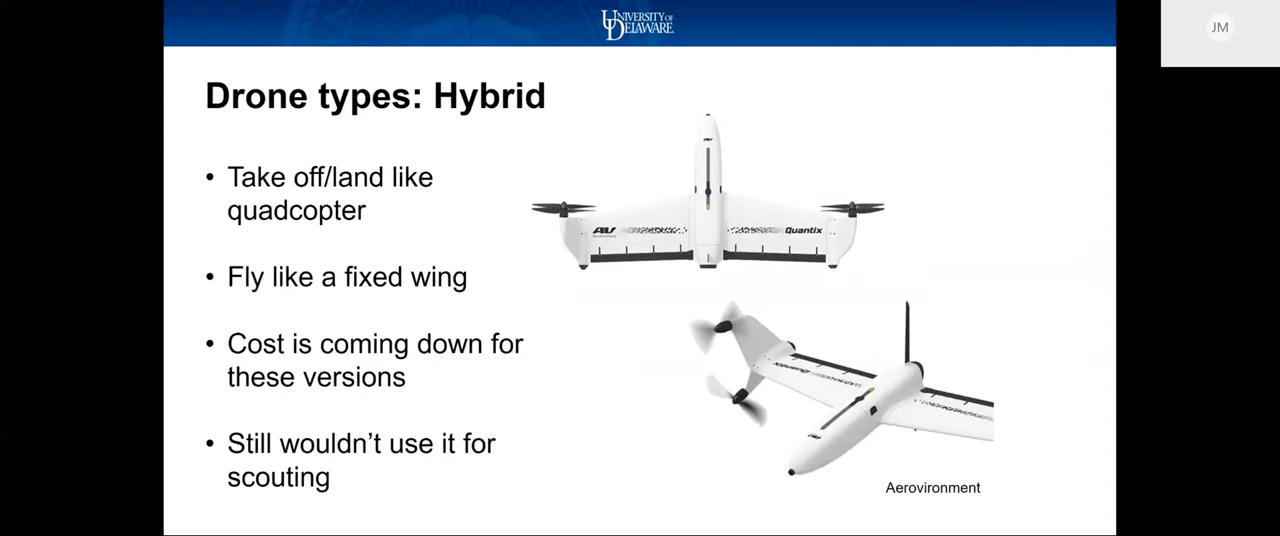 UNIVERSITY OF
DELAWARE
JM
Drone types: Hybrid
• Take off/land like
quadcopter
• Fly like a fixed wing
• Cost is coming down for
these versions
• Still wouldn’t use it for
scouting
AV
Quantix
Quantix
Aerovironment